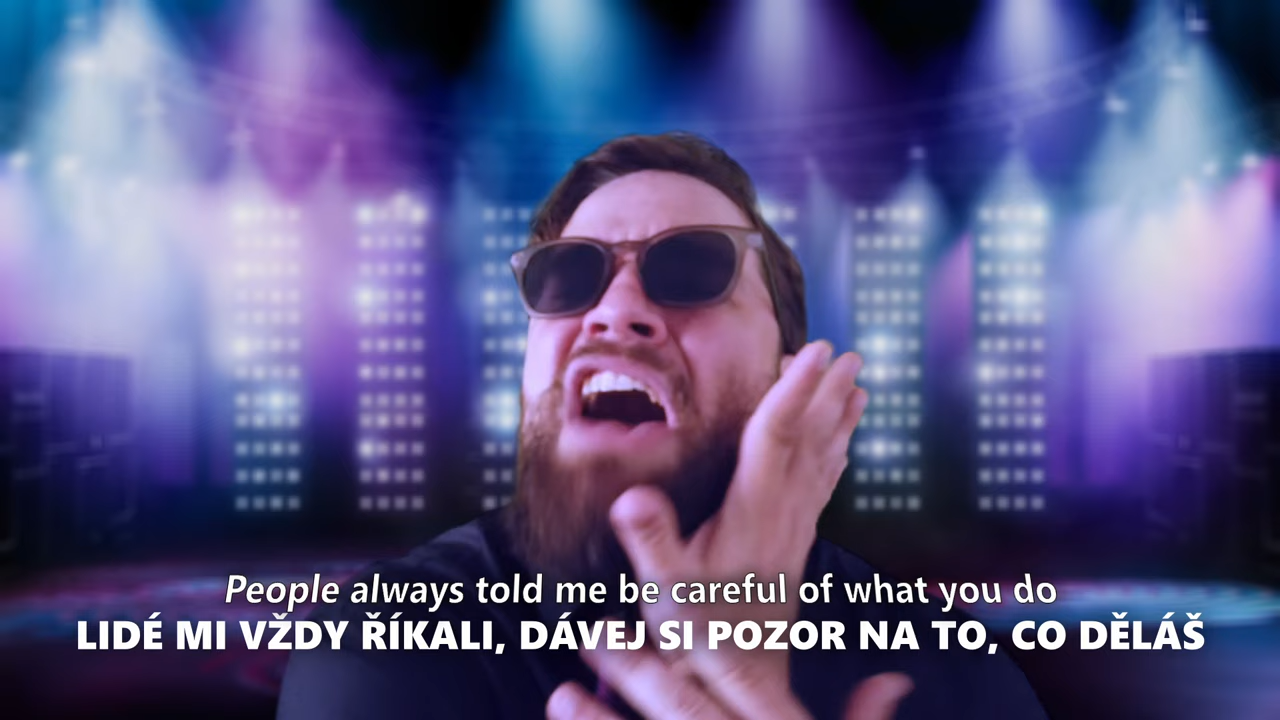 People always told me be careful of what you do
LIDÉ MI VŽDY ŘÍKALI, DÁVEJ SI POZOR NA TO, CO DĚLÁŠ